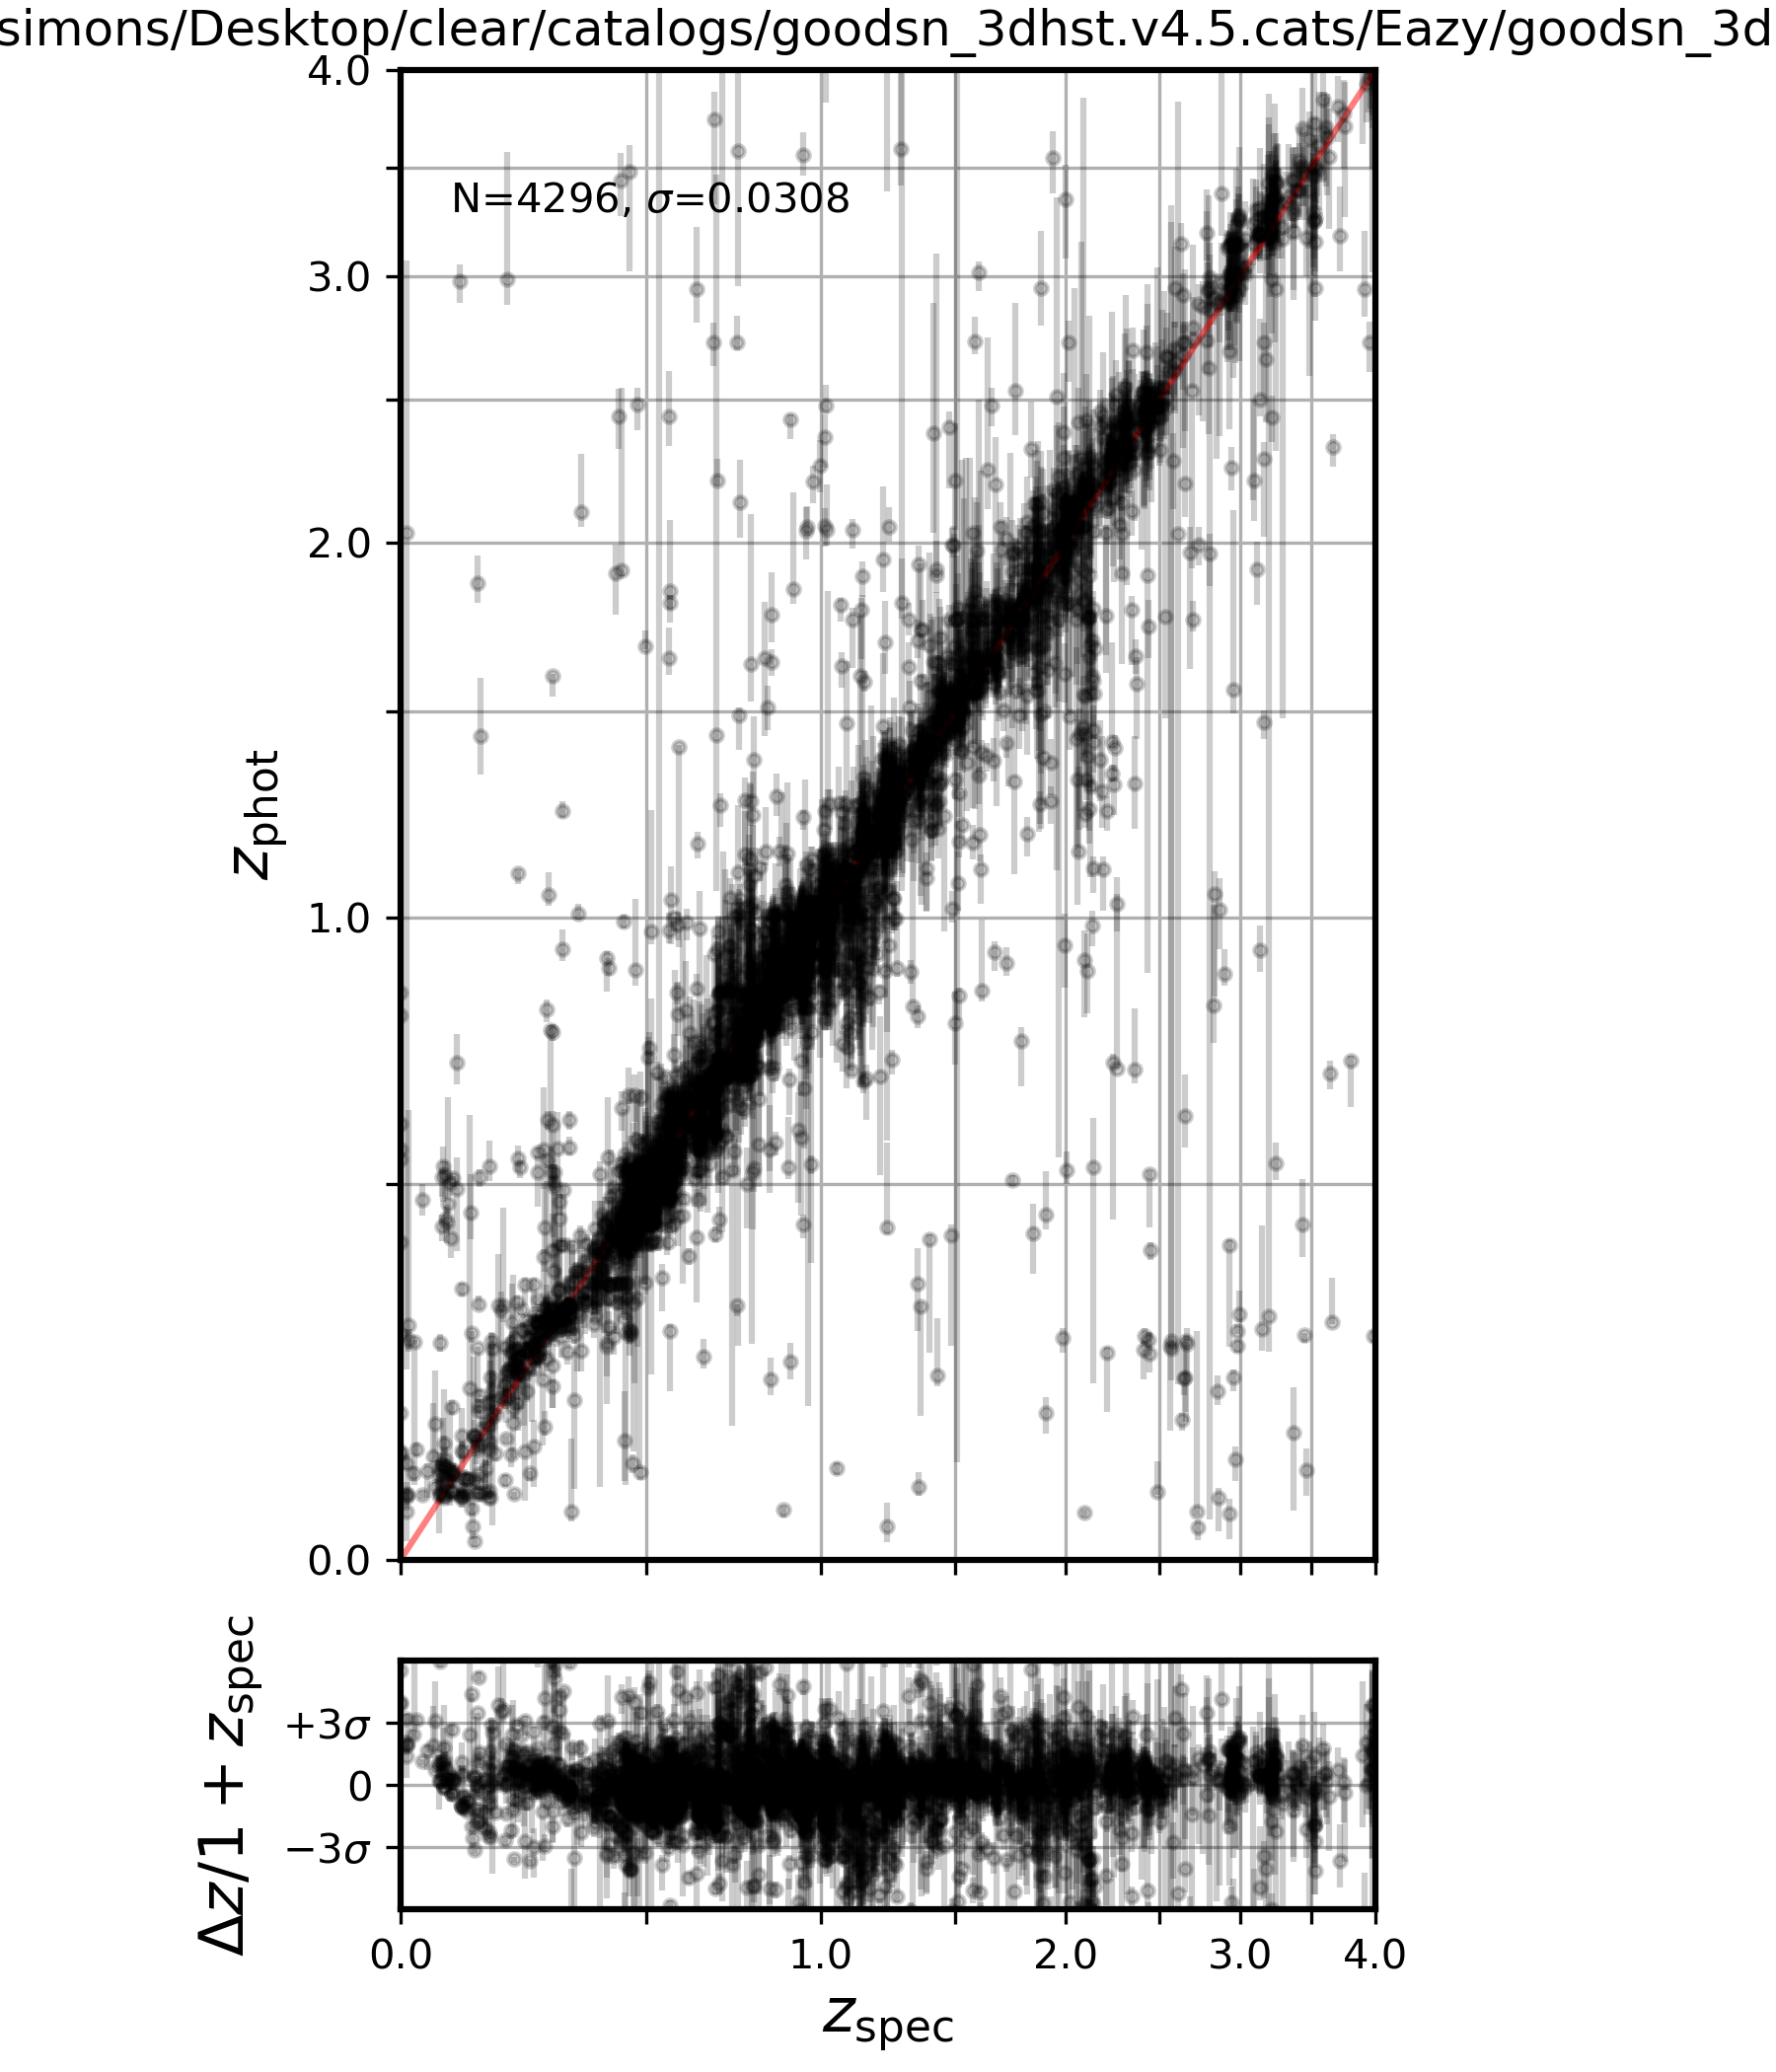 simons/Desktop/clear/catalogs/goodsn_3dhst.v4.5.cats/Eazy/goodsn_3d
4.0
N=4296, σ=0.0308
3.0
2.0
z_phot
1.0
0.0
Δz/1 + z_spec
+3σ
0
−3σ
0.0 1.0 2.0 3.0 4.0
z_spec